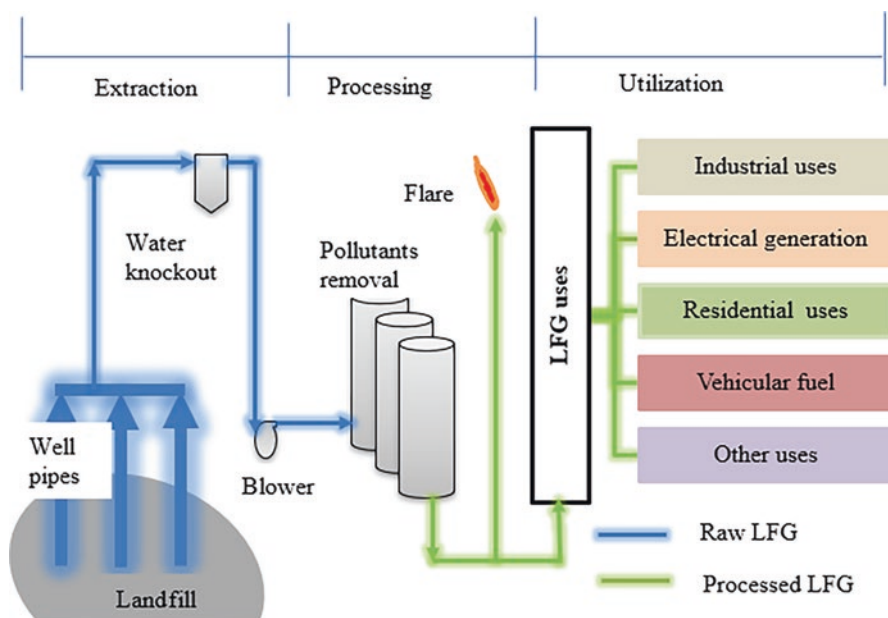 Extraction
Processing
Utilization
Water
knockout
Flare
Pollutants
removal
Well
pipes
Blower
Landfill
LFG uses
Industrial uses
Electrical generation
Residential uses
Vehicular fuel
Other uses
Raw LFG
Processed LFG